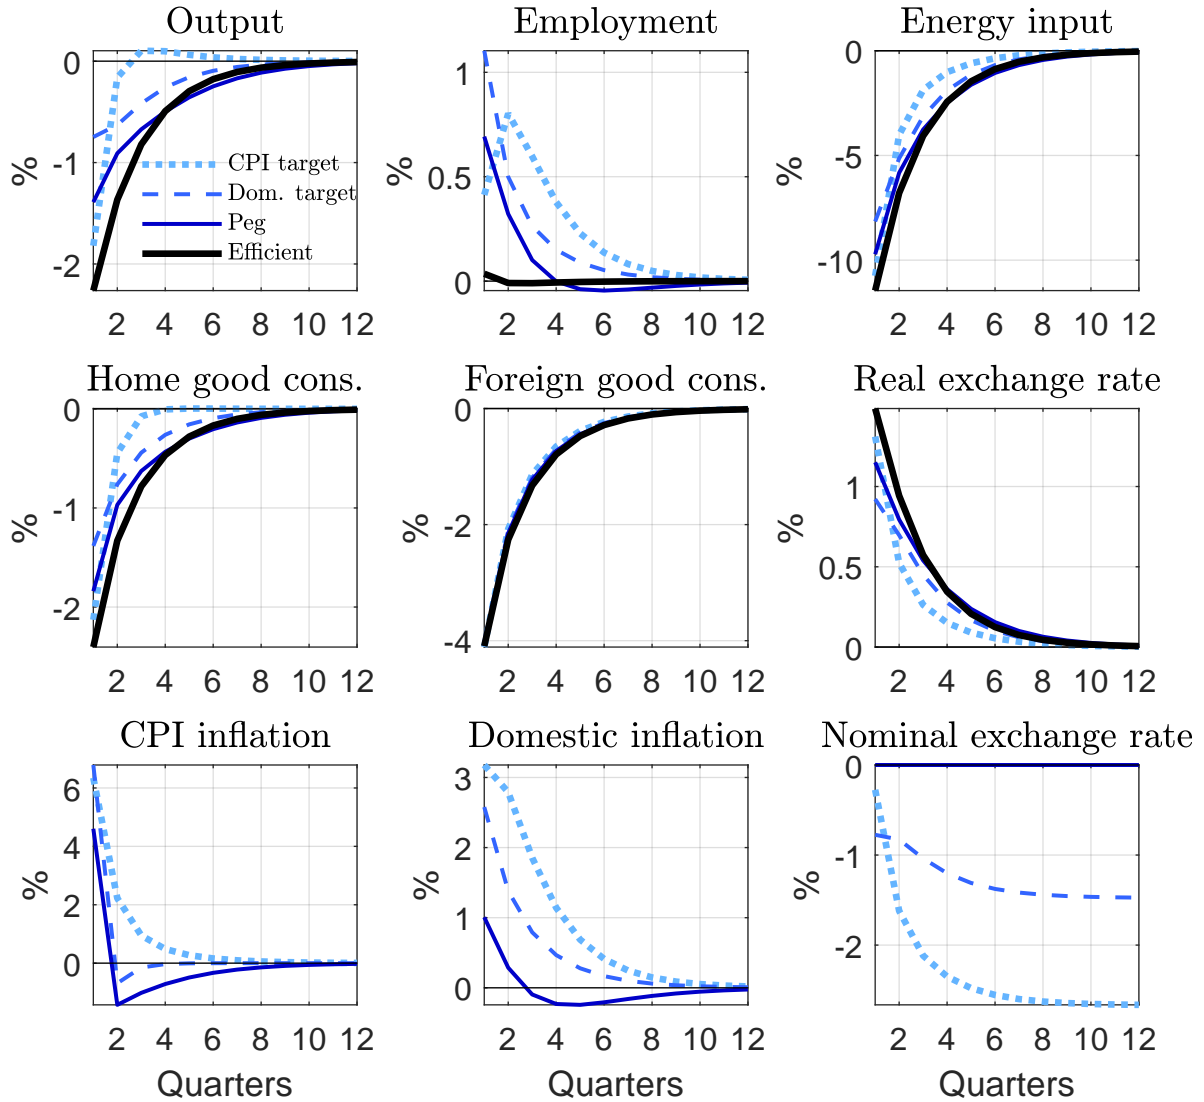 Output
Employment
Energy input
0
-1
-2
%
CPI target
Dom. target
Peg
Efficient
2 4 6 8 10 12
1
0.5
0
%
2 4 6 8 10 12
0
-5
-10
%
2 4 6 8 10 12
Home good cons.
Foreign good cons.
Real exchange rate
0
-1
-2
%
2 4 6 8 10 12
0
-2
-4
%
2 4 6 8 10 12
1
0.5
0
%
2 4 6 8 10 12
CPI inflation
Domestic inflation
Nominal exchange rate
6
4
2
0
%
2 4 6 8 10 12
Quarters
3
2
1
0
%
2 4 6 8 10 12
Quarters
0
-1
-2
%
2 4 6 8 10 12
Quarters